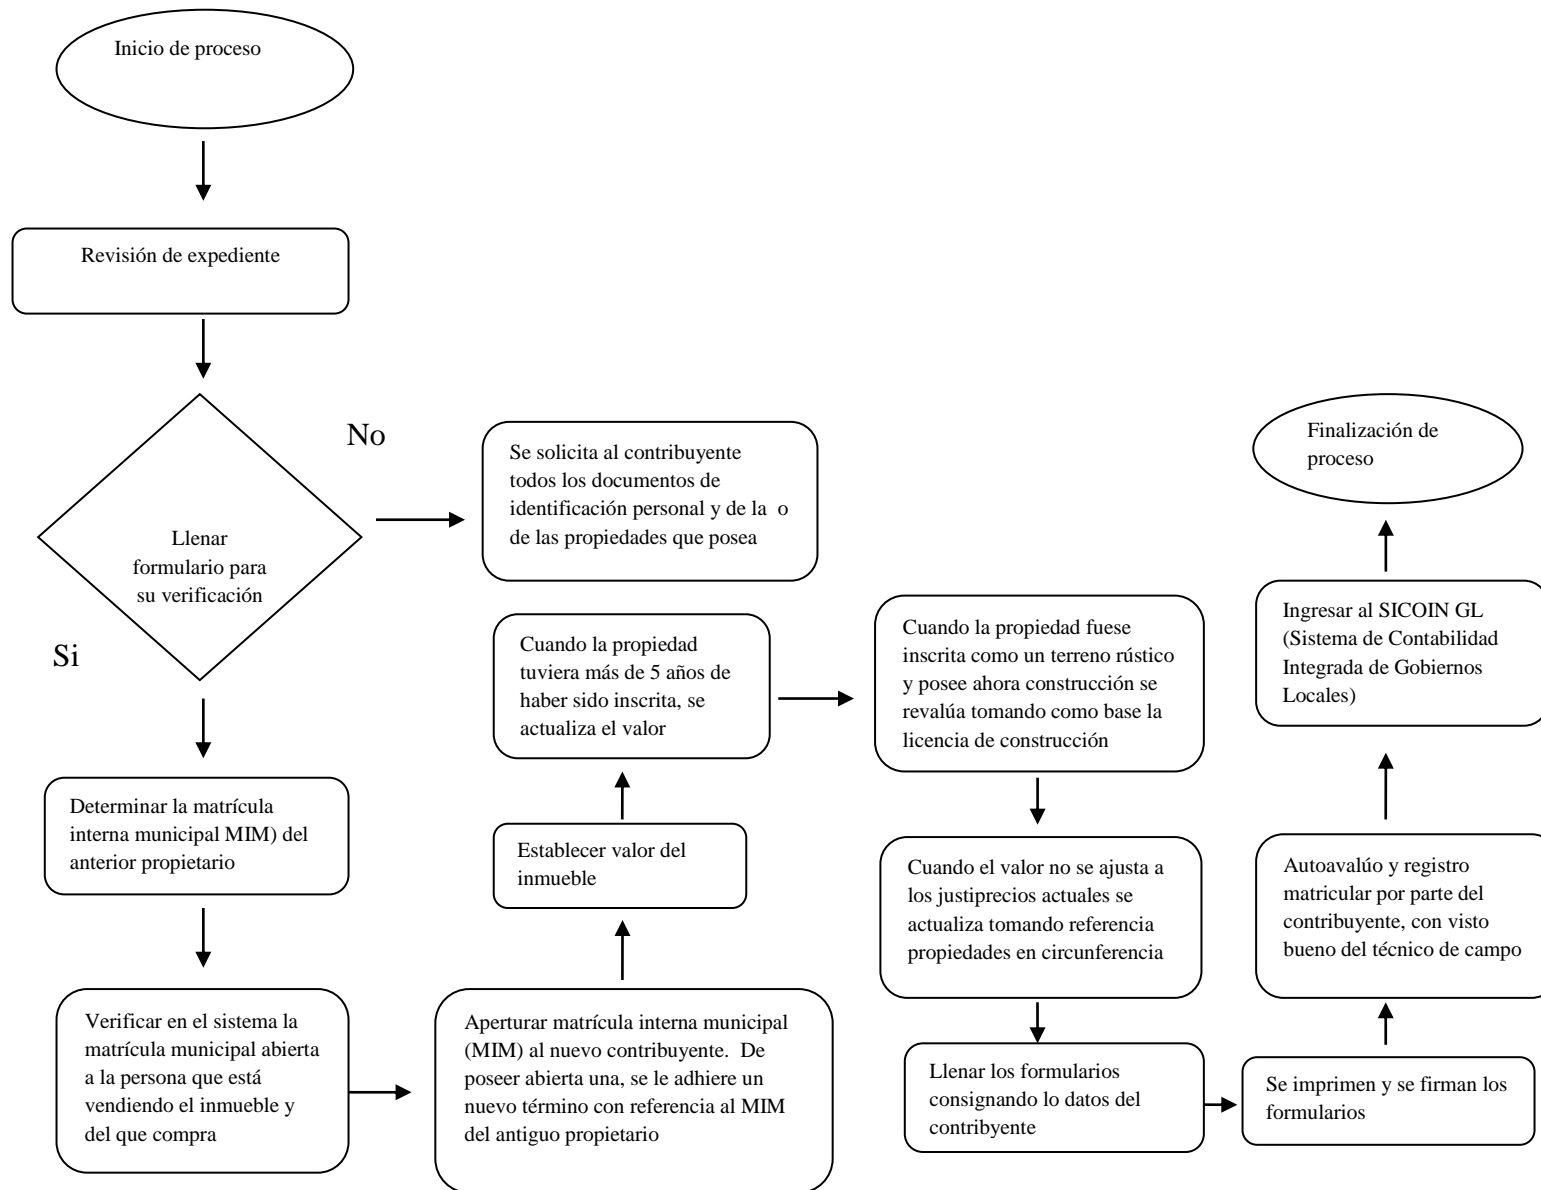 Inicio de proceso
Revisión de expediente
Llenar
formulario para
su verificación
No
Se solicita al contribuyente
todos los documentos de
identificación personal y de la  o
de las propiedades que posea
Si
Determinar la matrícula
interna municipal MIM) del
anterior propietario
Verificar en el sistema la
matrícula municipal abierta
a la persona que está
vendiendo el inmueble y
del que compra
Aperturar matrícula interna municipal
(MIM) al nuevo contribuyente.  De
poseer abierta una, se le adhiere un
nuevo término con referencia al MIM
del antiguo propietario
Establecer valor del
inmueble
Cuando la propiedad
tuviera más de 5 años de
haber sido inscrita, se
actualiza el valor
Cuando la propiedad fuese
inscrita como un terreno rústico
y posee ahora construcción se
revalúa tomando como base la
licencia de construcción
Cuando el valor no se ajusta a
los justiprecios actuales se
actualiza tomando referencia
propiedades en circunferencia
Llenar los formularios
consignando lo datos del
contribyente
Se imprimen y se firman los
formularios
Autoavalúo y registro
matricular por parte del
contribuyente, con visto
bueno del técnico de campo
Ingresar al SICOIN GL
(Sistema de Contabilidad
Integrada de Gobiernos
Locales)
Finalización de
proceso